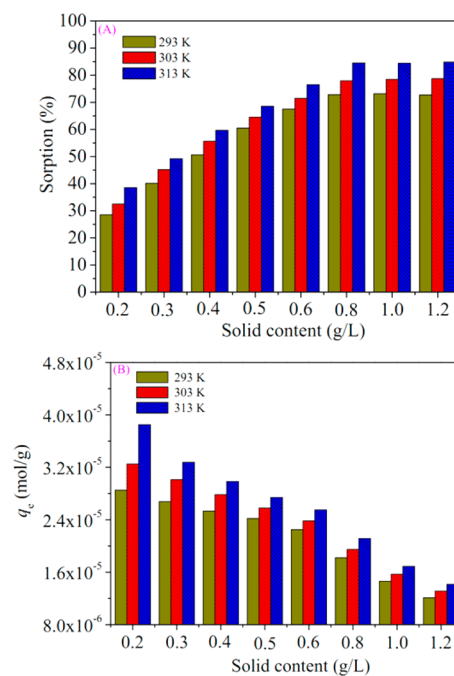 (A)
293 K
303 K
313 K
Sorption (%)
100
90
80
70
60
50
40
30
20
10
0
0.2 0.3 0.4 0.5 0.6 0.8 1.0 1.2
Solid content (g/L)
(B)
293 K
303 K
313 K
qe (mol/g)
4.8x10⁻⁵
4.0x10⁻⁵
3.2x10⁻⁵
2.4x10⁻⁵
1.6x10⁻⁵
8.0x10⁻⁶
0.2 0.3 0.4 0.5 0.6 0.8 1.0 1.2
Solid content (g/L)